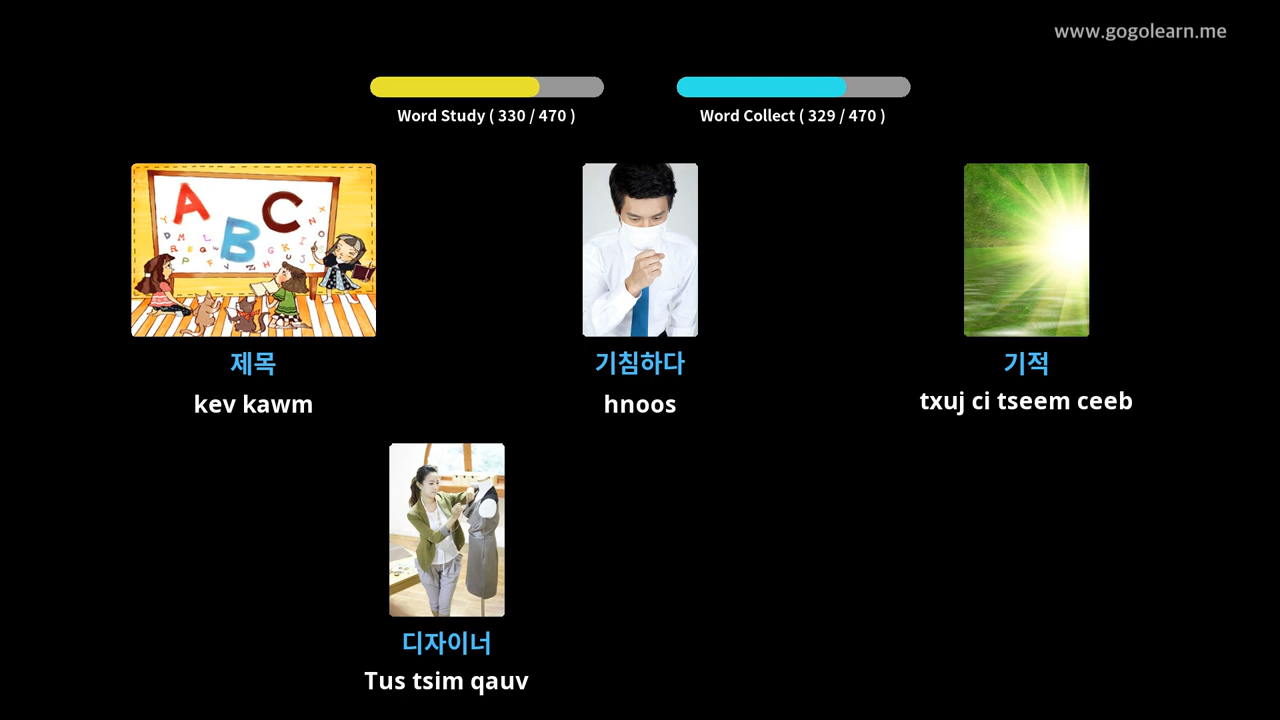 www.gogolearn.me
Word Study ( 330 / 470 )
Word Collect ( 329 / 470 )
A B C
제목
기침하다
기적
kev kawm
hnoos
txuj ci tseem ceeb
디자이너
Tus tsim qauv